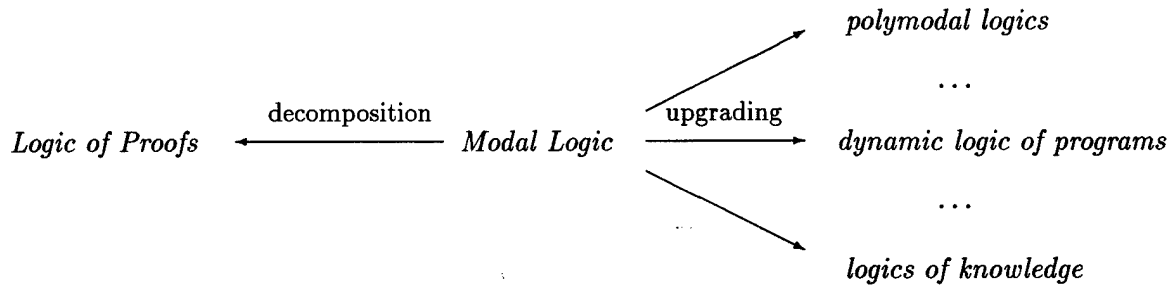 polymodal logics
...
decomposition
upgrading
Logic of Proofs
Modal Logic
dynamic logic of programs
...
logics of knowledge